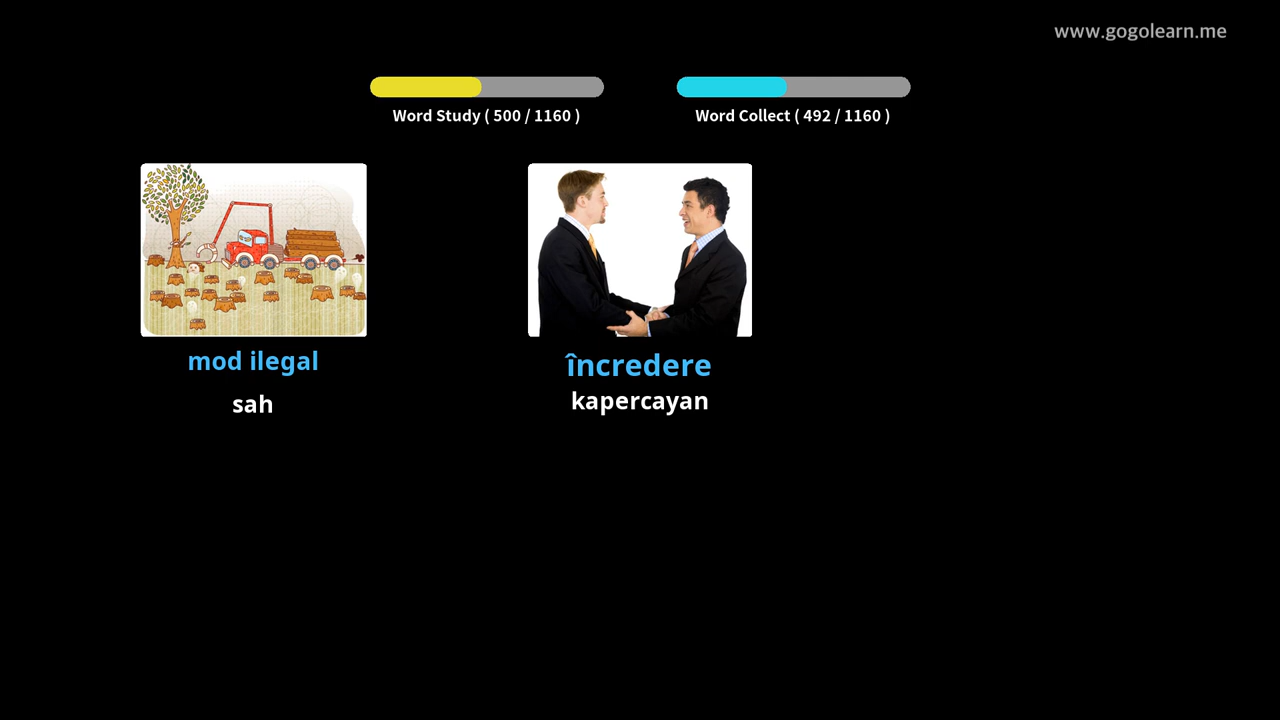 www.gogolearn.me
Word Study ( 500 / 1160 )
Word Collect ( 492 / 1160 )
mod ilegal
sah
încredere
kapercayan